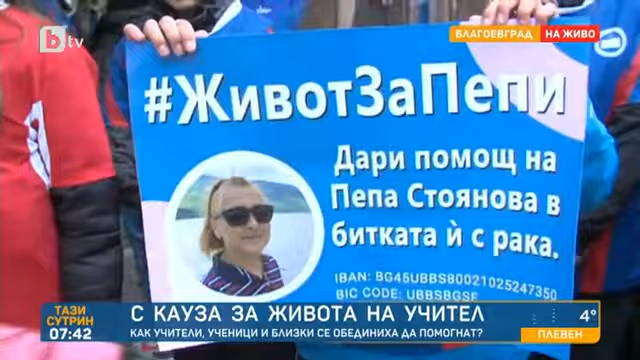 bTV
БЛАГОЕВГРАД НА ЖИВО
#ЖивотЗаПепи
Дари помощ на
Пепа Стоянова в
битката ѝ с рака.
IBAN: BG45UBBS80021025247350
BIC CODE: UBBSBGSF
ТАЗИ СУТРИН
07:42
С КАУЗА ЗА ЖИВОТА НА УЧИТЕЛ
КАК УЧИТЕЛИ, УЧЕНИЦИ И БЛИЗКИ СЕ ОБЕДИНИХА ДА ПОМОГНАТ?
4°
ПЛЕВЕН